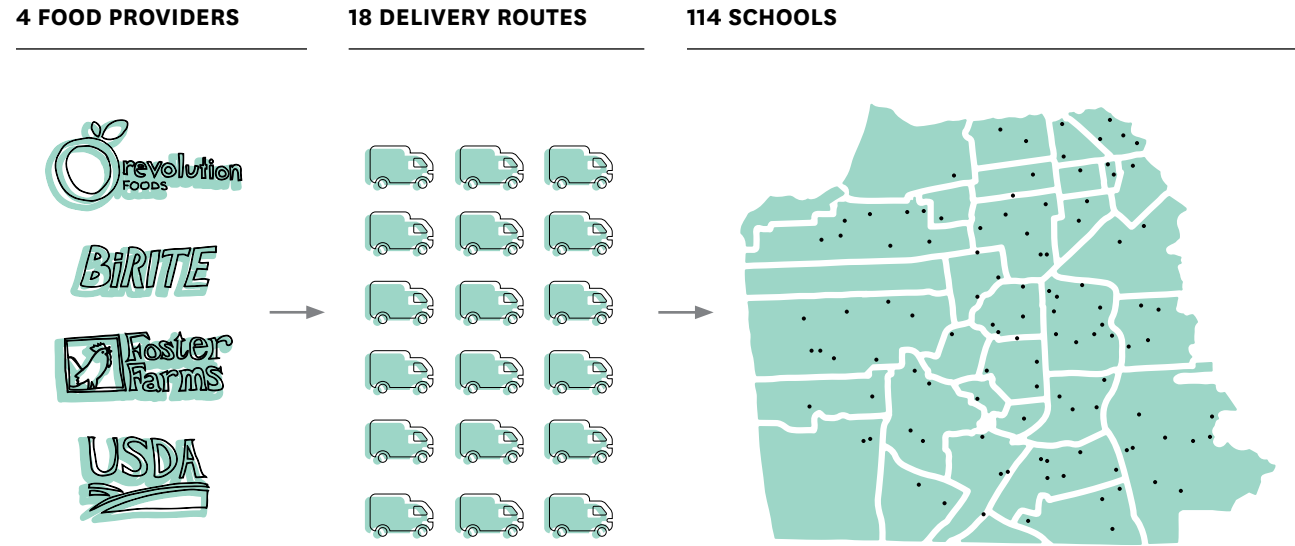 4 FOOD PROVIDERS
18 DELIVERY ROUTES
114 SCHOOLS
revolution
FOODS
BiRITE
Foster
Farms
USDA